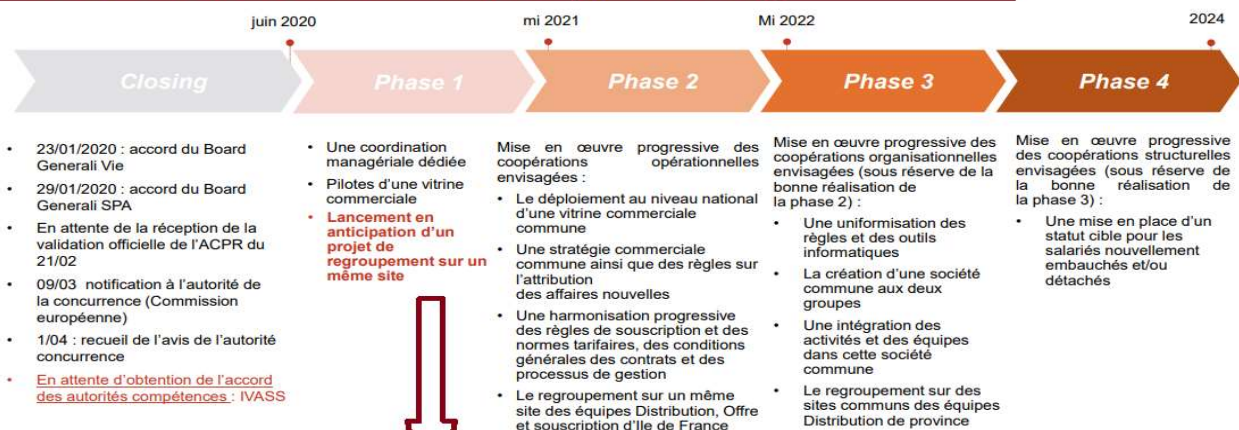 juin 2020
mi 2021
Mi 2022
2024
Closing
Phase 1
Phase 2
Phase 3
Phase 4
• 23/01/2020 : accord du Board
Generali Vie
• 29/01/2020 : accord du Board
Generali SPA
• En attente de la réception de la
validation officielle de l'ACPR du
21/02
• 09/03 notification à l'autorité de
la concurrence (Commission
européenne)
• 1/04 : recueil de l'avis de l'autorité
concurrence
• En attente d'obtention de l'accord
des autorités compétentes : IVASS
• Une coordination
managériale dédiée
• Pilotes d'une vitrine
commerciale
• Lancement en
anticipation d'un
projet de
regroupement sur un
même site
Mise en œuvre progressive des
coopérations opérationnelles
envisagées :
• Le déploiement au niveau national
d'une vitrine commerciale
commune
• Une stratégie commerciale
commune ainsi que des règles sur
l'attribution
des affaires nouvelles
• Une harmonisation progressive
des règles de souscription et des
normes tarifaires, des conditions
générales des contrats et des
processus de gestion
• Le regroupement sur un même
site des équipes Distribution, Offre
et souscription d'Ile de France
Mise en œuvre progressive des
coopérations organisationnelles
envisagées (sous réserve de la
bonne réalisation de
la phase 2) :
• Une uniformisation des
règles et des outils
informatiques
• La création d'une société
commune aux deux
groupes
• Une intégration des
activités et des équipes
dans cette société
commune
• Le regroupement sur des
sites communs des équipes
Distribution de province
Mise en œuvre progressive
des coopérations structurelles
envisagées (sous réserve de
la bonne réalisation de
la phase 3) :
• Une mise en place d'un
statut cible pour les
salariés nouvellement
embauchés et/ou
détachés